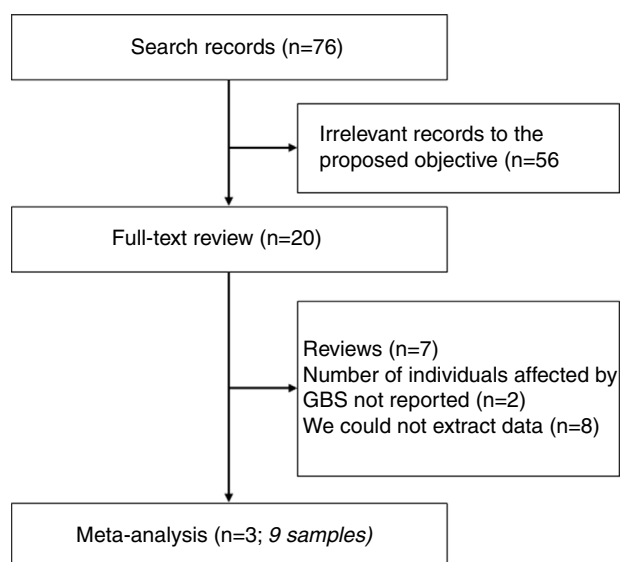 Search records (n=76)
Irrelevant records to the
proposed objective (n=56
Full-text review (n=20)
Reviews (n=7)
Number of individuals affected by
GBS not reported (n=2)
We could not extract data (n=8)
Meta-analysis (n=3; 9 samples)